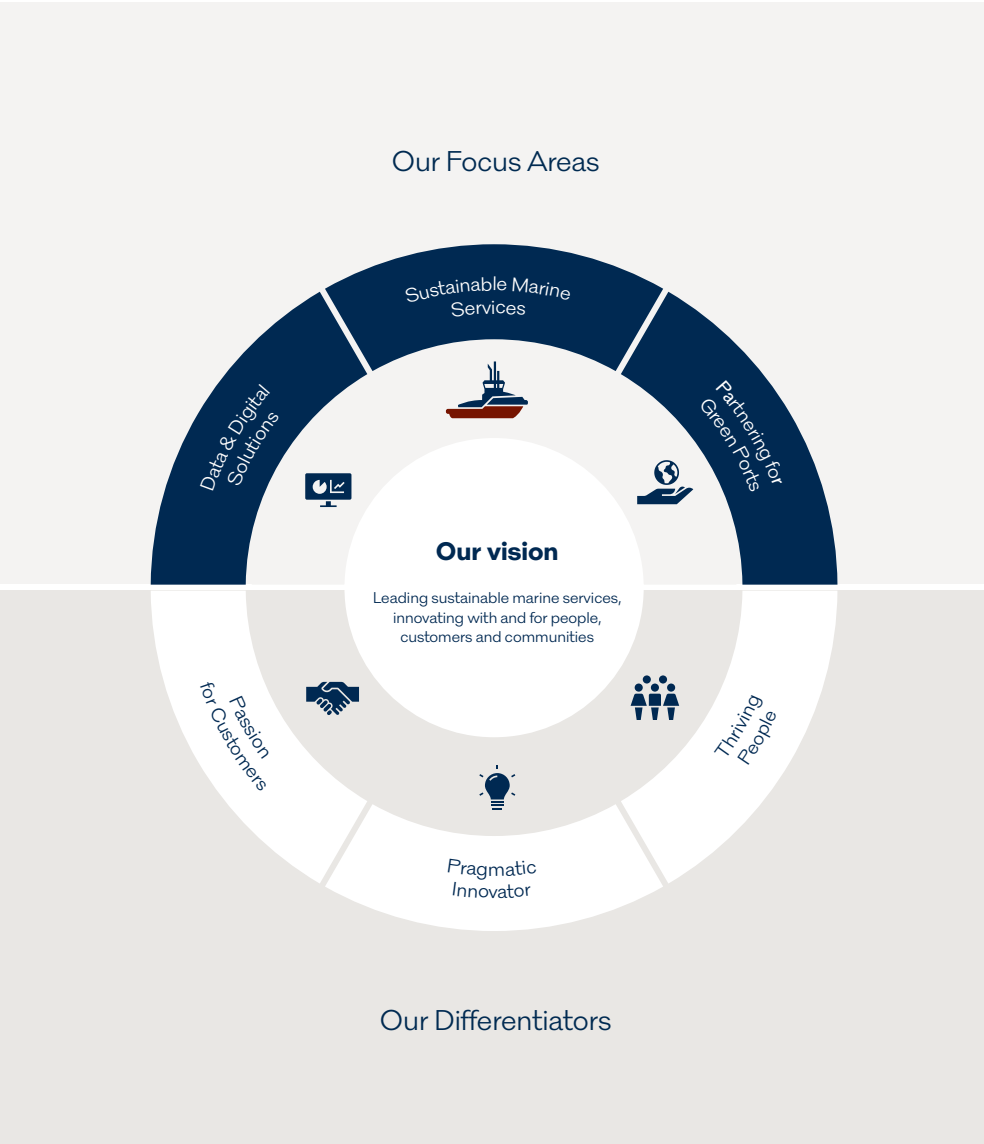 Our Focus Areas
Sustainable Marine
Services
Data & Digital
Solutions
Partnering for
Green Ports
Our vision
Leading sustainable marine services,
innovating with and for people,
customers and communities
Passion
for Customers
Thriving
People
Pragmatic
Innovator
Our Differentiators